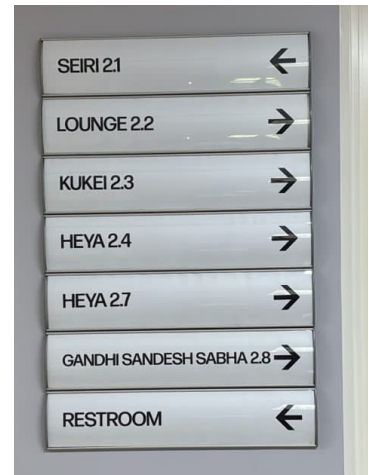 SEIRI 2.1 ←
LOUNGE 2.2 →
KUKEI 2.3 →
HEYA 2.4 →
HEYA 2.7 →
GANDHI SANDESH SABHA 2.8 →
RESTROOM ←